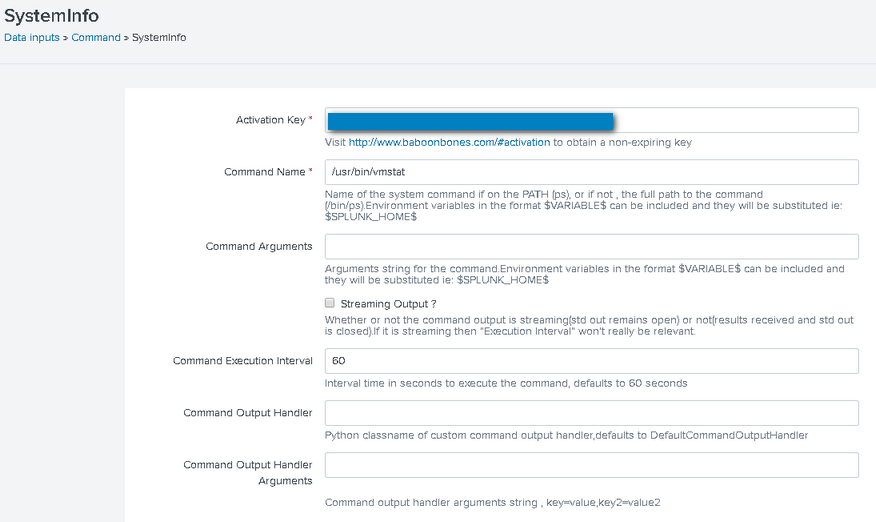 SystemInfo
Data inputs » Command » SystemInfo
Activation Key *
Visit http://www.baboonbones.com/#activation to obtain a non-expiring key
Command Name *
/usr/bin/vmstat
Name of the system command if on the PATH (ps), or if not , the full path to the command
(/bin/ps).Environment variables in the format $VARIABLE$ can be included and they will be substituted ie:
$SPLUNK_HOME$
Command Arguments
Arguments string for the command.Environment variables in the format $VARIABLE$ can be included and
they will be substituted ie: $SPLUNK_HOME$
Streaming Output ?
Whether or not the command output is streaming(std out remains open) or not(results received and std out
is closed).If it is streaming then "Execution Interval" won't really be relevant.
Command Execution Interval
60
Interval time in seconds to execute the command, defaults to 60 seconds
Command Output Handler
Python classname of custom command output handler,defaults to DefaultCommandOutputHandler
Command Output Handler
Arguments
Command output handler arguments string , key=value,key2=value2